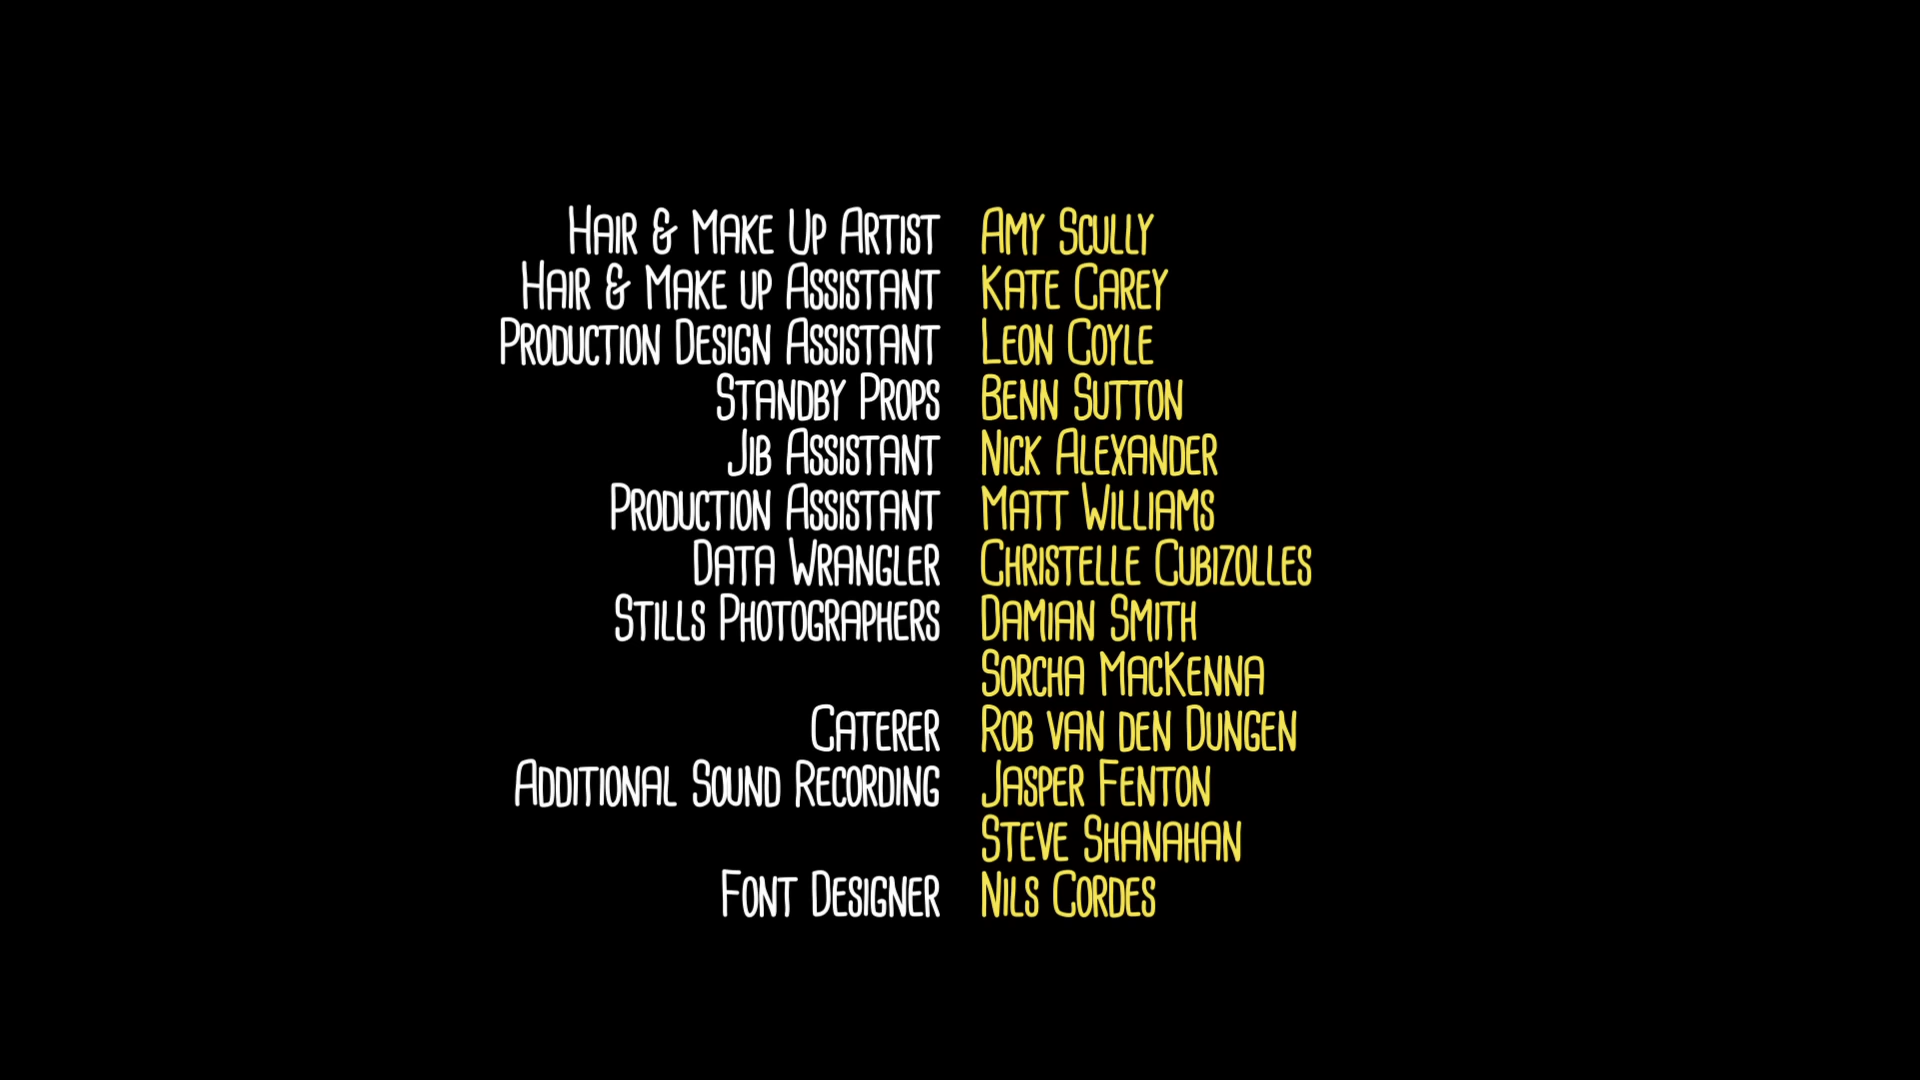 Hair & Make Up Artist Amy Scully
Hair & Make up Assistant Kate Carey
Production Design Assistant Leon Coyle
Standby Props Benn Sutton
Jib Assistant Nick Alexander
Production Assistant Matt Williams
Data Wrangler Christelle Cubizolles
Stills Photographers Damian Smith
Sorcha MacKenna
Caterer Rob van den Dungen
Additional Sound Recording Jasper Fenton
Steve Shanahan
Font Designer Nils Cordes